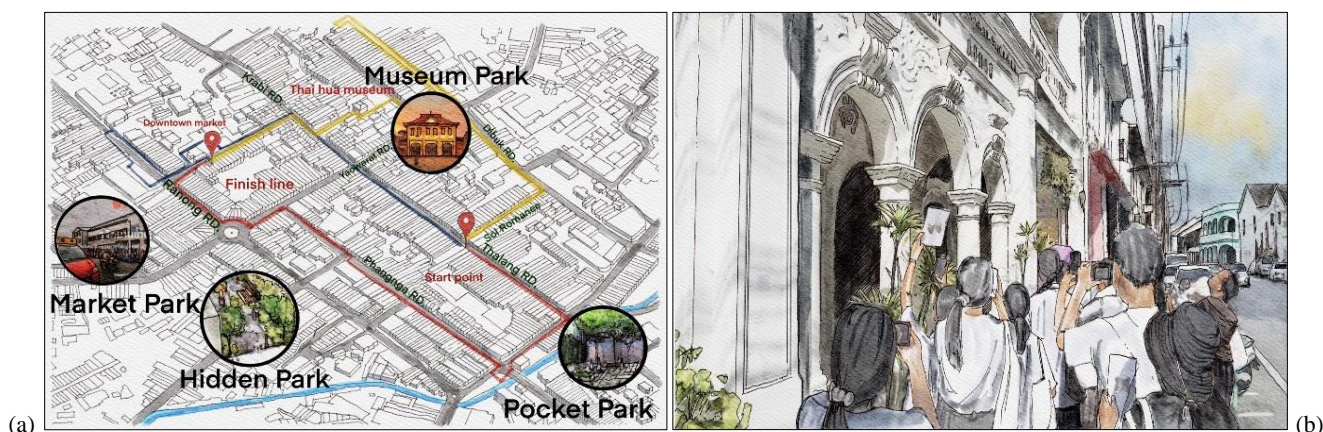 Museum Park
Krabi RD.
Thai hua museum
Downtown market
Dibuk RD.
Yaowarat RD.
Finish line
Ranong RD.
Soi Romanee
Thalang RD.
Start point
Phangnga RD.
Market Park
Hidden Park
Pocket Park
(a)
(b)